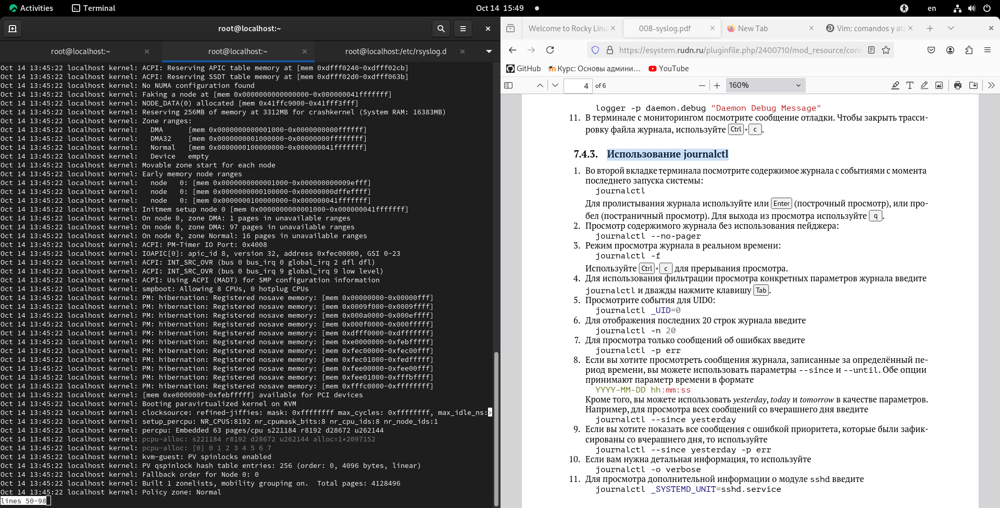 Activities
Terminal
Oct 14 15:49
en
root@localhost:~
root@localhost:~
root@localhost:~
root@localhost:/etc/rsyslog.d
Oct 14 13:45:22 localhost kernel: ACPI: Reserving APIC table memory at [mem 0xdfff0240-0xdfff02cb]
Oct 14 13:45:22 localhost kernel: ACPI: Reserving SSDT table memory at [mem 0xdfff02d0-0xdfff063b]
Oct 14 13:45:22 localhost kernel: No NUMA configuration found
Oct 14 13:45:22 localhost kernel: Faking a node at [mem 0x0000000000000000-0x000000041fffffff]
Oct 14 13:45:22 localhost kernel: NODE_DATA(0) allocated [mem 0x41ffc9000-0x41fff3fff]
Oct 14 13:45:22 localhost kernel: Reserving 256MB of memory at 3312MB for crashkernel (System RAM: 16383MB)
Oct 14 13:45:22 localhost kernel: Zone ranges:
Oct 14 13:45:22 localhost kernel:   DMA      [mem 0x0000000000001000-0x0000000000ffffff]
Oct 14 13:45:22 localhost kernel:   DMA32    [mem 0x0000000001000000-0x00000000ffffffff]
Oct 14 13:45:22 localhost kernel:   Normal   [mem 0x0000000100000000-0x000000041fffffff]
Oct 14 13:45:22 localhost kernel:   Device   empty
Oct 14 13:45:22 localhost kernel: Movable zone start for each node
Oct 14 13:45:22 localhost kernel: Early memory node ranges
Oct 14 13:45:22 localhost kernel:   node   0: [mem 0x0000000000001000-0x000000000009efff]
Oct 14 13:45:22 localhost kernel:   node   0: [mem 0x0000000000100000-0x00000000dffeffff]
Oct 14 13:45:22 localhost kernel:   node   0: [mem 0x0000000100000000-0x000000041fffffff]
Oct 14 13:45:22 localhost kernel: Initmem setup node 0 [mem 0x0000000000001000-0x000000041fffffff]
Oct 14 13:45:22 localhost kernel: On node 0, zone DMA: 1 pages in unavailable ranges
Oct 14 13:45:22 localhost kernel: On node 0, zone DMA: 97 pages in unavailable ranges
Oct 14 13:45:22 localhost kernel: On node 0, zone Normal: 16 pages in unavailable ranges
Oct 14 13:45:22 localhost kernel: ACPI: PM-Timer IO Port: 0x4008
Oct 14 13:45:22 localhost kernel: IOAPIC[0]: apic_id 8, version 32, address 0xfec00000, GSI 0-23
Oct 14 13:45:22 localhost kernel: ACPI: INT_SRC_OVR (bus 0 bus_irq 0 global_irq 2 dfl dfl)
Oct 14 13:45:22 localhost kernel: ACPI: INT_SRC_OVR (bus 0 bus_irq 9 global_irq 9 low level)
Oct 14 13:45:22 localhost kernel: ACPI: Using ACPI (MADT) for SMP configuration information
Oct 14 13:45:22 localhost kernel: smpboot: Allowing 8 CPUs, 0 hotplug CPUs
Oct 14 13:45:22 localhost kernel: PM: hibernation: Registered nosave memory: [mem 0x00000000-0x00000fff]
Oct 14 13:45:22 localhost kernel: PM: hibernation: Registered nosave memory: [mem 0x0009f000-0x0009ffff]
Oct 14 13:45:22 localhost kernel: PM: hibernation: Registered nosave memory: [mem 0x000a0000-0x000effff]
Oct 14 13:45:22 localhost kernel: PM: hibernation: Registered nosave memory: [mem 0x000f0000-0x000fffff]
Oct 14 13:45:22 localhost kernel: PM: hibernation: Registered nosave memory: [mem 0xdfff0000-0xdfffffff]
Oct 14 13:45:22 localhost kernel: PM: hibernation: Registered nosave memory: [mem 0xe0000000-0xfebfffff]
Oct 14 13:45:22 localhost kernel: PM: hibernation: Registered nosave memory: [mem 0xfec00000-0xfec00fff]
Oct 14 13:45:22 localhost kernel: PM: hibernation: Registered nosave memory: [mem 0xfec01000-0xfedfffff]
Oct 14 13:45:22 localhost kernel: PM: hibernation: Registered nosave memory: [mem 0xfee00000-0xfee00fff]
Oct 14 13:45:22 localhost kernel: PM: hibernation: Registered nosave memory: [mem 0xfee01000-0xfffbffff]
Oct 14 13:45:22 localhost kernel: PM: hibernation: Registered nosave memory: [mem 0xfffc0000-0xffffffff]
Oct 14 13:45:22 localhost kernel: [mem 0xe0000000-0xfebfffff] available for PCI devices
Oct 14 13:45:22 localhost kernel: Booting paravirtualized kernel on KVM
Oct 14 13:45:22 localhost kernel: clocksource: refined-jiffies: mask: 0xffffffff max_cycles: 0xffffffff, max_idle_ns:>
Oct 14 13:45:22 localhost kernel: setup_percpu: NR_CPUS:8192 nr_cpumask_bits:8 nr_cpu_ids:8 nr_node_ids:1
Oct 14 13:45:22 localhost kernel: percpu: Embedded 63 pages/cpu s221184 r8192 d28672 u262144
Oct 14 13:45:22 localhost kernel: pcpu-alloc: s221184 r8192 d28672 u262144 alloc=1*2097152
Oct 14 13:45:22 localhost kernel: pcpu-alloc: [0] 0 1 2 3 4 5 6 7
Oct 14 13:45:22 localhost kernel: kvm-guest: PV spinlocks enabled
Oct 14 13:45:22 localhost kernel: PV qspinlock hash table entries: 256 (order: 0, 4096 bytes, linear)
Oct 14 13:45:22 localhost kernel: Fallback order for Node 0: 0
Oct 14 13:45:22 localhost kernel: Built 1 zonelists, mobility grouping on.  Total pages: 4128496
Oct 14 13:45:22 localhost kernel: Policy zone: Normal
lines 50-98
Welcome to Rocky Linu
008-syslog.pdf
New Tab
Vim: comandos y ata
https://esystem.rudn.ru/pluginfile.php/2400710/mod_resource/cont
GitHub
Курс: Основы админи…
YouTube
4 of 6
160%
logger -p daemon.debug "Daemon Debug Message"
11. В терминале с мониторингом посмотрите сообщение отладки. Чтобы закрыть трасси-
ровку файла журнала, используйте Ctrl + c .
7.4.3. Использование journalctl
1. Во второй вкладке терминала посмотрите содержимое журнала с событиями с момента
последнего запуска системы:
journalctl
Для пролистывания журнала используйте или Enter (построчный просмотр), или про-
бел (постраничный просмотр). Для выхода из просмотра используйте q .
2. Просмотр содержимого журнала без использования пейджера:
journalctl --no-pager
3. Режим просмотра журнала в реальном времени:
journalctl -f
Используйте Ctrl + c для прерывания просмотра.
4. Для использования фильтрации просмотра конкретных параметров журнала введите
journalctl и дважды нажмите клавишу Tab .
5. Просмотрите события для UID0:
journalctl _UID=0
6. Для отображения последних 20 строк журнала введите
journalctl -n 20
7. Для просмотра только сообщений об ошибках введите
journalctl -p err
8. Если вы хотите просмотреть сообщения журнала, записанные за определённый пе-
риод времени, вы можете использовать параметры --since и --until. Обе опции
принимают параметр времени в формате
YYYY-MM-DD hh:mm:ss
Кроме того, вы можете использовать yesterday, today и tomorrow в качестве параметров.
Например, для просмотра всех сообщений со вчерашнего дня введите
journalctl --since yesterday
9. Если вы хотите показать все сообщения с ошибкой приоритета, которые были зафик-
сированы со вчерашнего дня, то используйте
journalctl --since yesterday -p err
10. Если вам нужна детальная информация, то используйте
journalctl -o verbose
11. Для просмотра дополнительной информации о модуле sshd введите
journalctl _SYSTEMD_UNIT=sshd.service